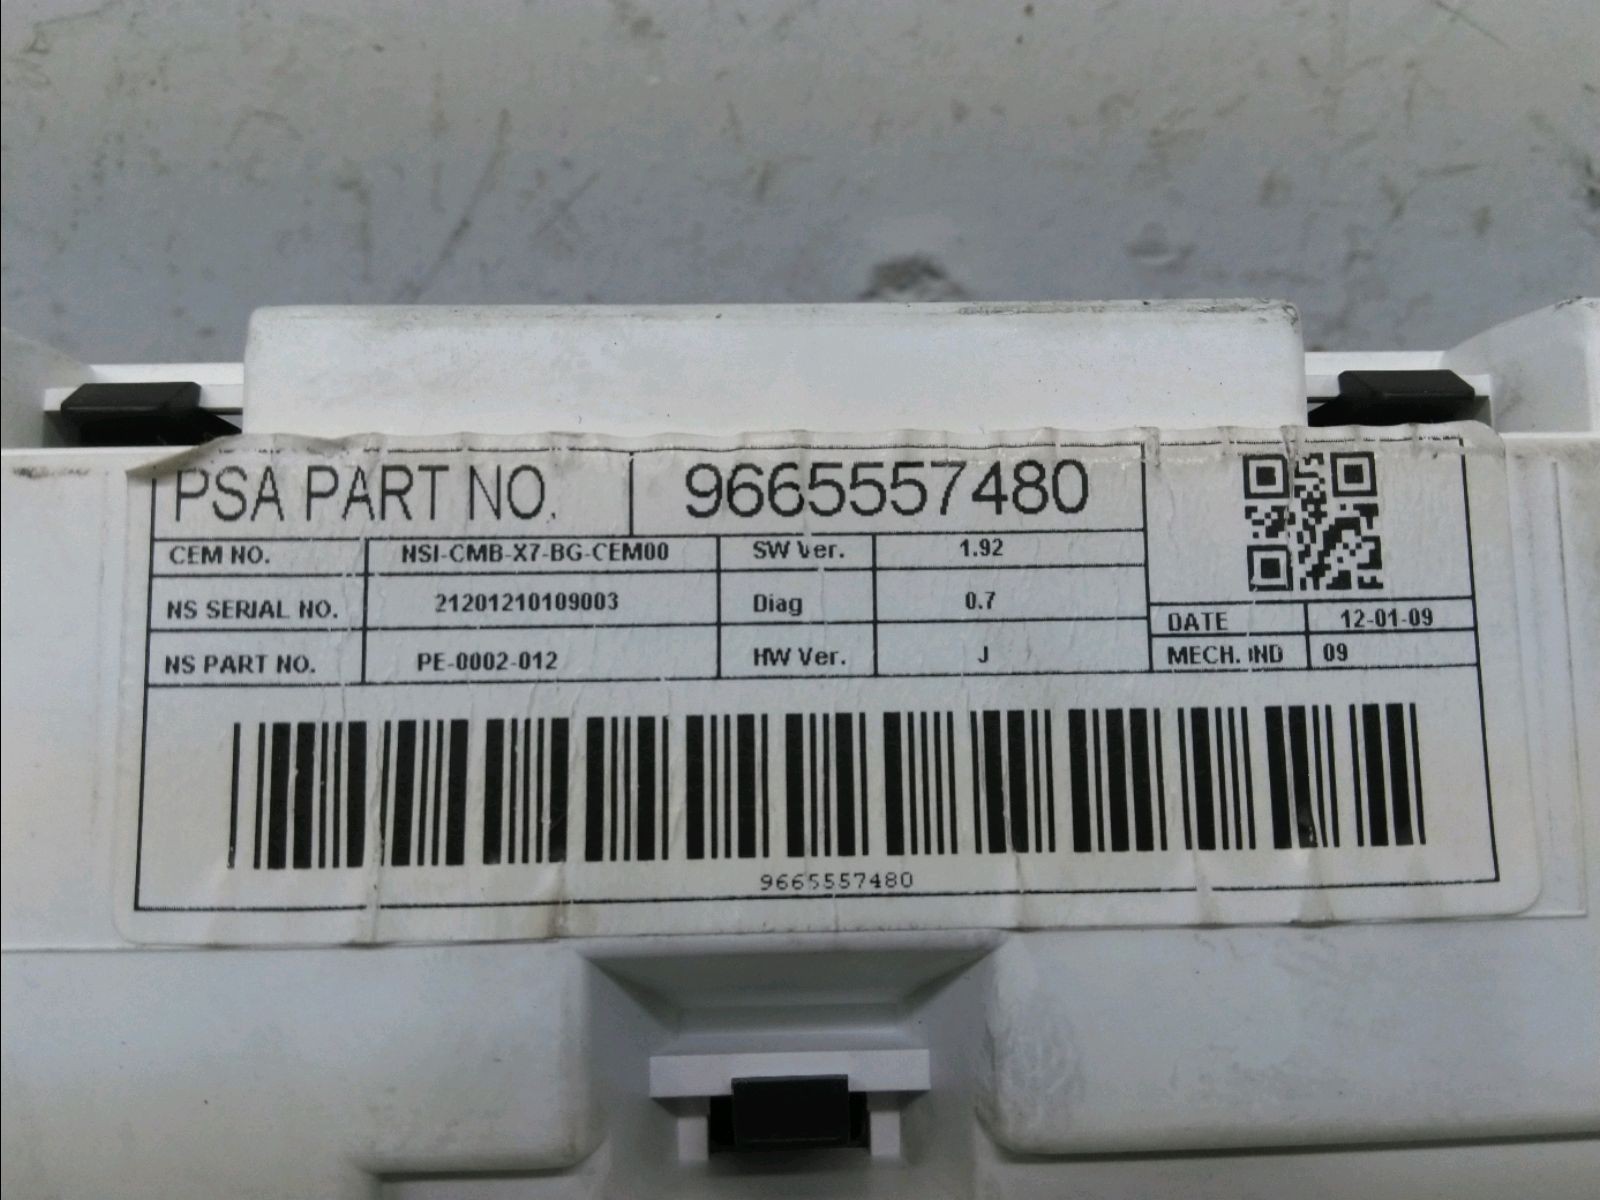 PSA PART NO. 9665557480
CEM NO. NSI-CMB-X7-BG-CEM00 SW Ver. 1.92
NS SERIAL NO. 21201210109003 Diag 0.7
DATE 12-01-09
NS PART NO. PE-0002-012 HW Ver. J
MECH. IND 09
9665557480